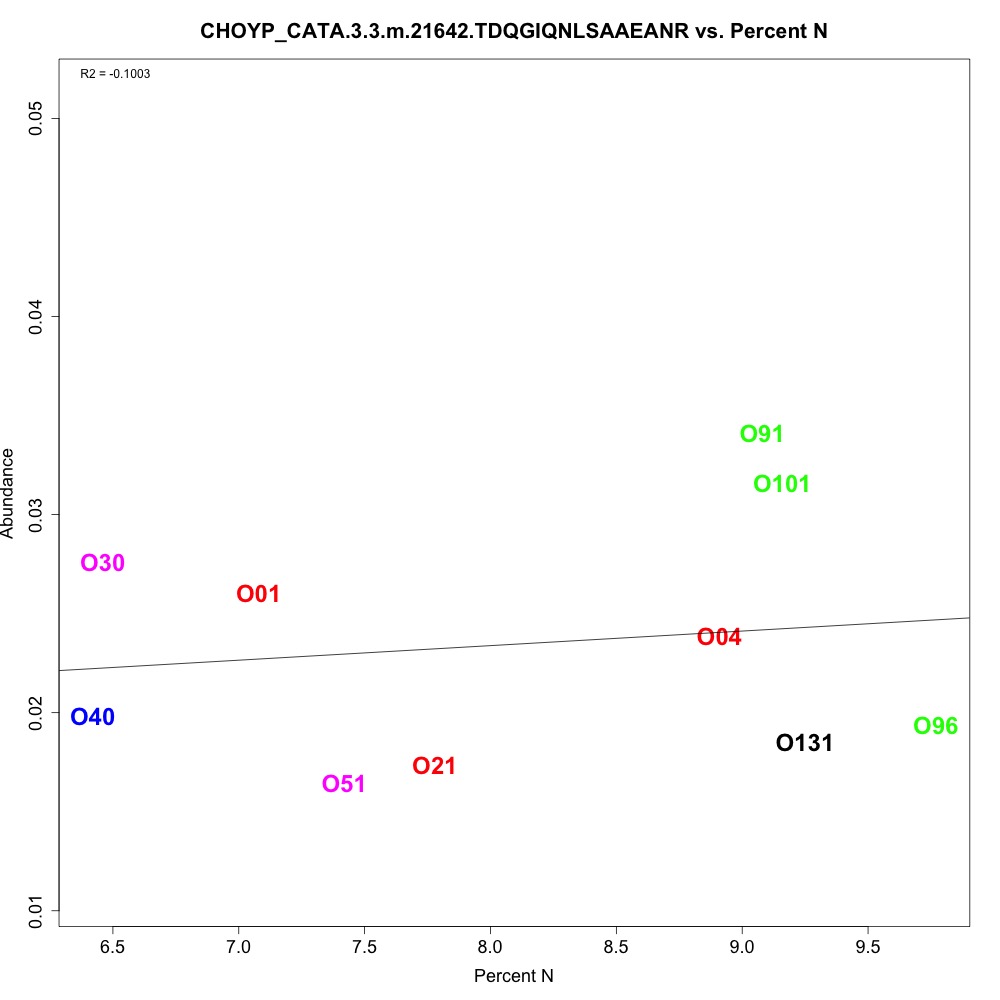 CHOYP_CATA.3.3.m.21642.TDQGIQNLSAAEANR vs. Percent N
R2 = -0.1003
0.05
0.04
O91
O101
0.03
Abundance
O30
O01
O04
0.02
O40
O96
O131
O21
O51
0.01
6.5 7.0 7.5 8.0 8.5 9.0 9.5
Percent N